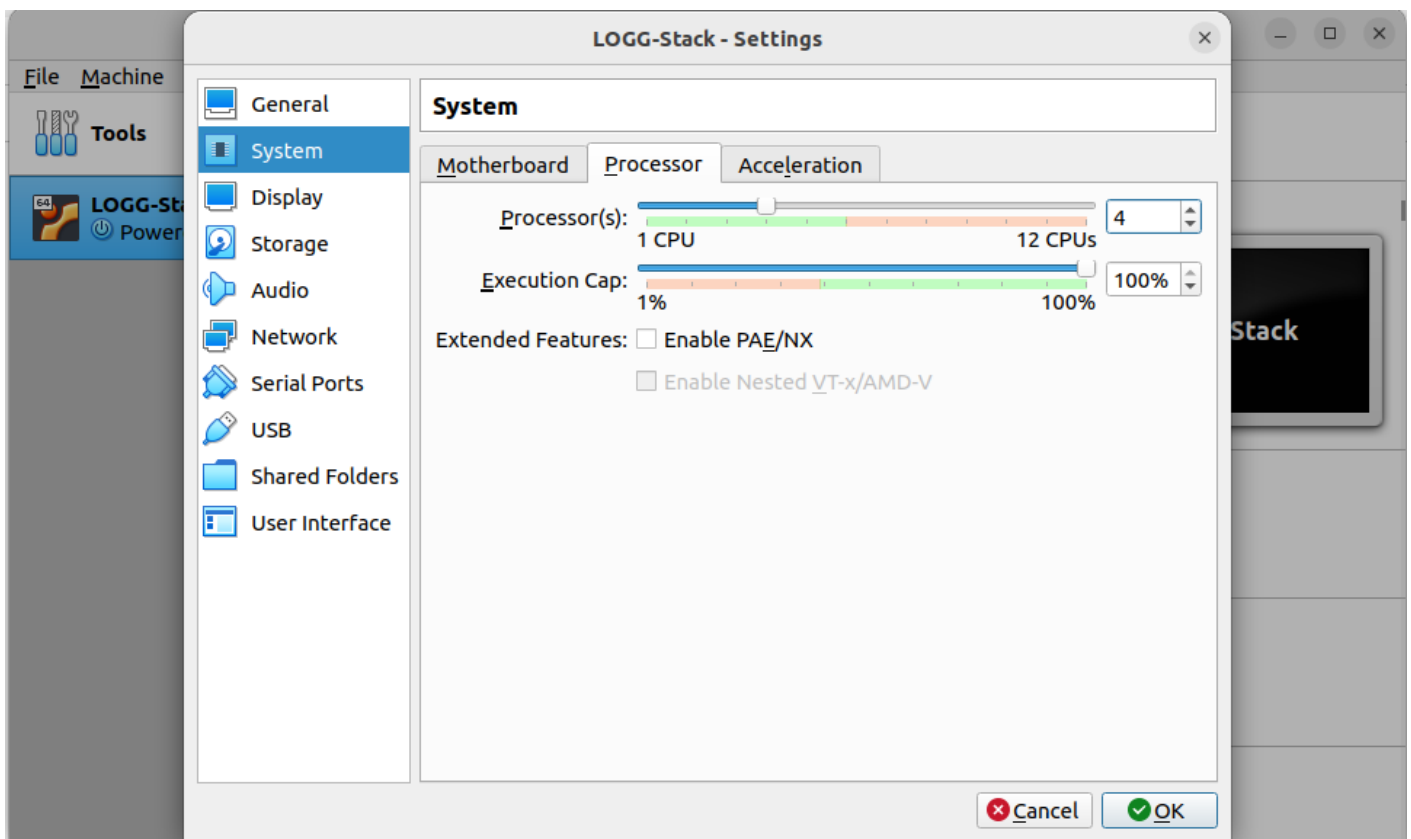 LOGG-Stack - Settings
File Machine
Tools
64
LOGG-St
Power
General
System
Display
Storage
Audio
Network
Serial Ports
USB
Shared Folders
User Interface
System
Motherboard Processor Acceleration
Processor(s): 4
1 CPU 12 CPUs
Execution Cap: 100%
1% 100%
Extended Features: Enable PAE/NX
Enable Nested VT-x/AMD-V
Stack
Cancel OK